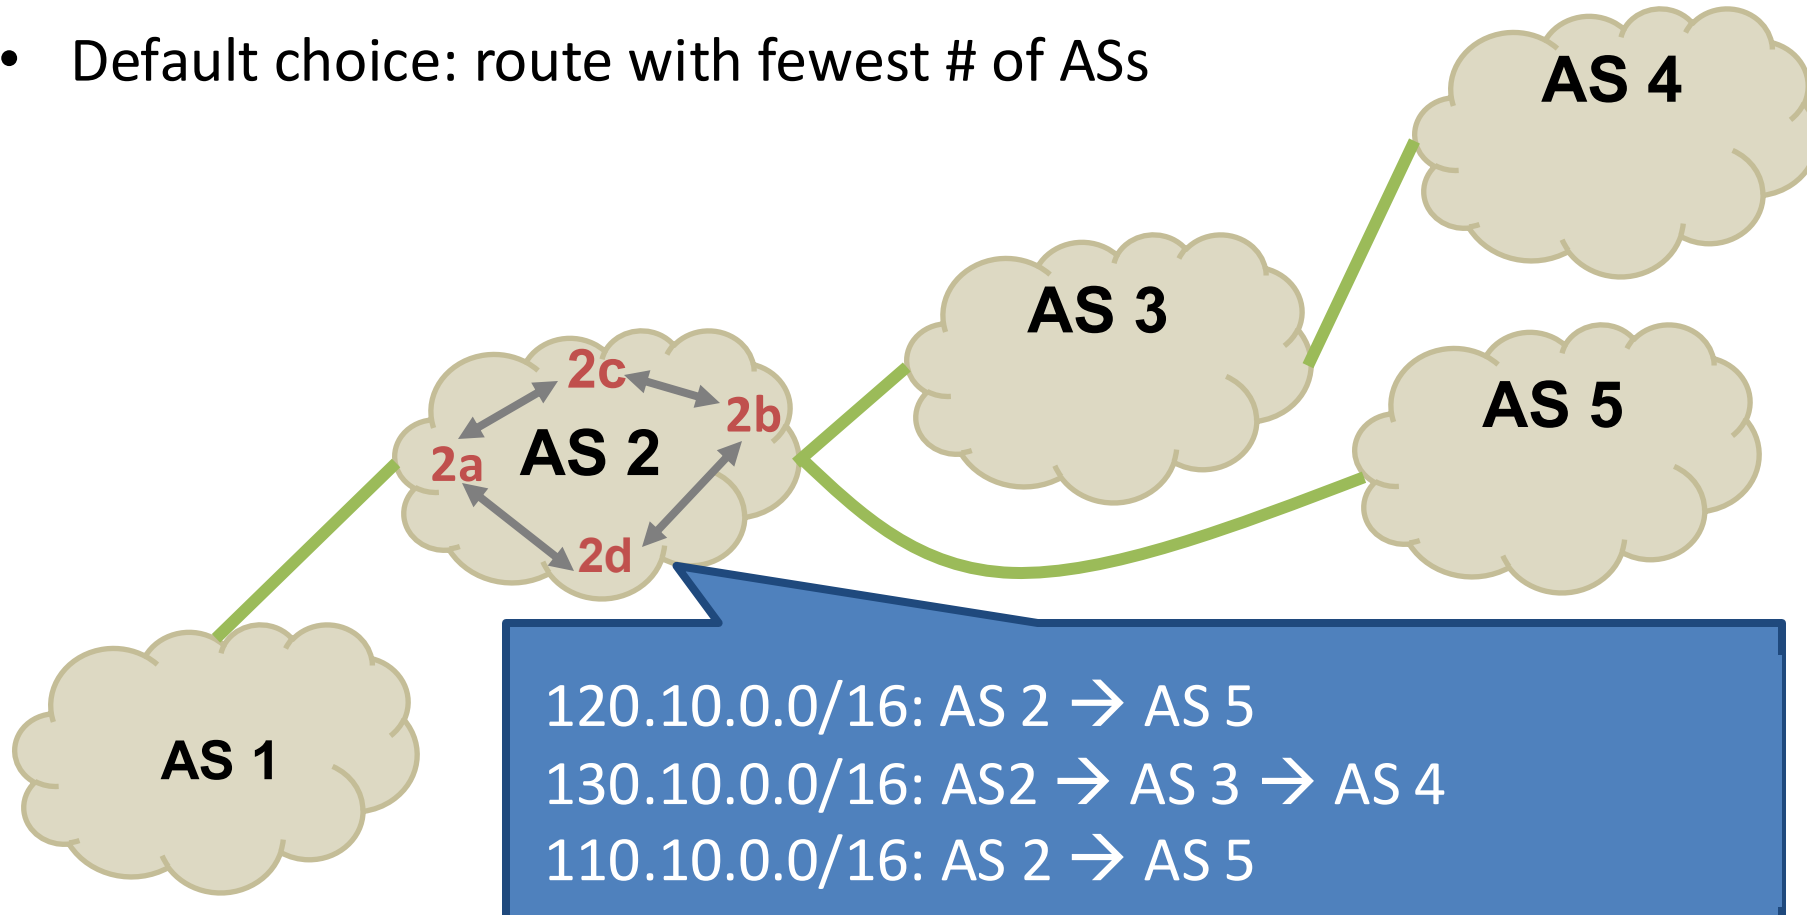 • Default choice: route with fewest # of ASs
AS 4
AS 3
AS 5
2c
2b
AS 2
2a
2d
AS 1
120.10.0.0/16: AS 2 → AS 5
130.10.0.0/16: AS2 → AS 3 → AS 4
110.10.0.0/16: AS 2 → AS 5